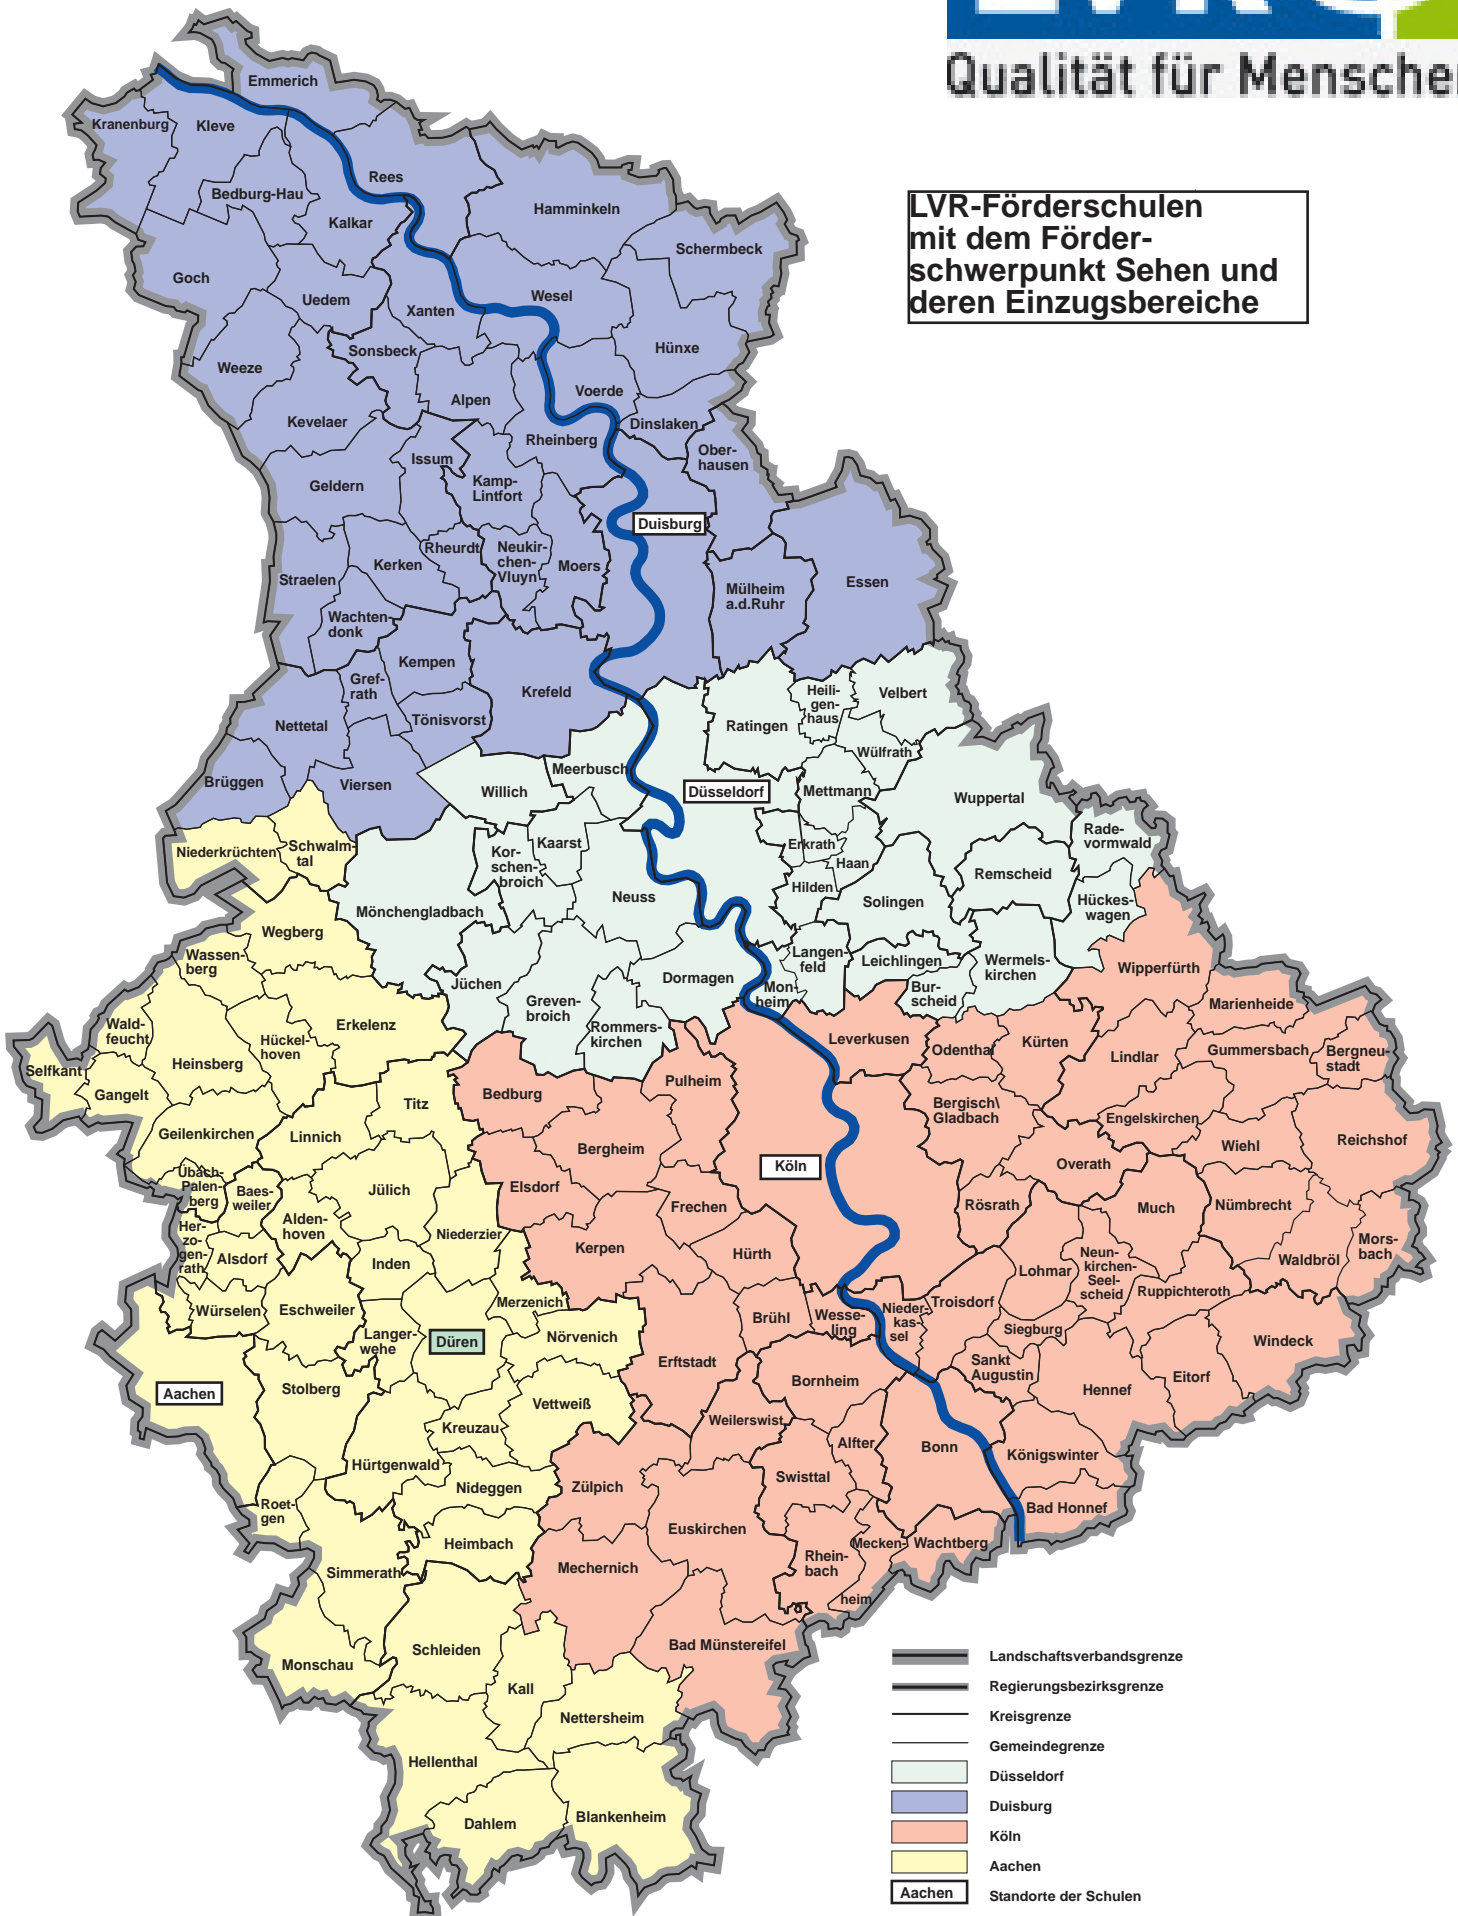 Qualität für Menschen
LVR-Förderschulen
mit dem Förder-
schwerpunkt Sehen und
deren Einzugsbereiche
Emmerich
Kranenburg
Kleve
Rees
Bedburg-Hau
Kalkar
Hamminkeln
Schermbeck
Goch
Uedem
Xanten
Wesel
Hünxe
Sonsbeck
Weeze
Alpen
Voerde
Kevelaer
Dinslaken
Rheinberg
Issum
Ober-
hausen
Geldern
Kamp-
Lintfort
Duisburg
Rheurdt
Neukir-
chen-
Vluyn
Kerken
Moers
Straelen
Essen
Mülheim
a.d.Ruhr
Wachten-
donk
Kempen
Gref-
rath
Krefeld
Heili-
gen-
haus
Velbert
Nettetal
Tönisvorst
Ratingen
Wülfrath
Meerbusch
Brüggen
Viersen
Willich
Düsseldorf
Mettmann
Wuppertal
Rade-
vormwald
Niederkrüchten
Schwalm-
tal
Kor-
schen-
broich
Kaarst
Erkrath
Haan
Hilden
Remscheid
Neuss
Solingen
Hückes-
wagen
Mönchengladbach
Wegberg
Wassen-
berg
Langen-
feld
Leichlingen
Wermels-
kirchen
Wipperfürth
Jüchen
Dormagen
Mon-
heim
Bur-
scheid
Greven-
broich
Rommers-
kirchen
Marienheide
Wald-
feucht
Erkelenz
Hückel-
hoven
Leverkusen
Odenthal
Kürten
Lindlar
Gummersbach
Bergneu-
stadt
Heinsberg
Selfkant
Gangelt
Titz
Bedburg
Pulheim
Bergisch\
Gladbach
Engelskirchen
Geilenkirchen
Linnich
Bergheim
Wiehl
Reichshof
Köln
Overath
Übach-
Palen-
berg
Baes-
weiler
Jülich
Elsdorf
Frechen
Rösrath
Much
Nümbrecht
Alden-
hoven
Niederzier
Her-
zo-
gen-
rath
Alsdorf
Inden
Kerpen
Hürth
Lohmar
Neun-
kirchen-
Seel-
scheid
Waldbröl
Mors-
bach
Ruppichteroth
Würselen
Eschweiler
Merzenich
Brühl
Wesse-
ling
Nieder-
kas-
sel
Troisdorf
Siegburg
Langer-
wehe
Düren
Nörvenich
Windeck
Erftstadt
Sankt
Augustin
Aachen
Stolberg
Bornheim
Hennef
Eitorf
Vettweiß
Weilerswist
Kreuzau
Alfter
Bonn
Königswinter
Hürtgenwald
Nideggen
Zülpich
Swisttal
Roet-
gen
Bad Honnef
Euskirchen
Heimbach
Rhein-
bach
Mecken-
heim
Wachtberg
Simmerath
Mechernich
Schleiden
Bad Münstereifel
Monschau
Kall
Nettersheim
Hellenthal
Dahlem
Blankenheim
Landschaftsverbandsgrenze
Regierungsbezirksgrenze
Kreisgrenze
Gemeindegrenze
Düsseldorf
Duisburg
Köln
Aachen
Aachen Standorte der Schulen